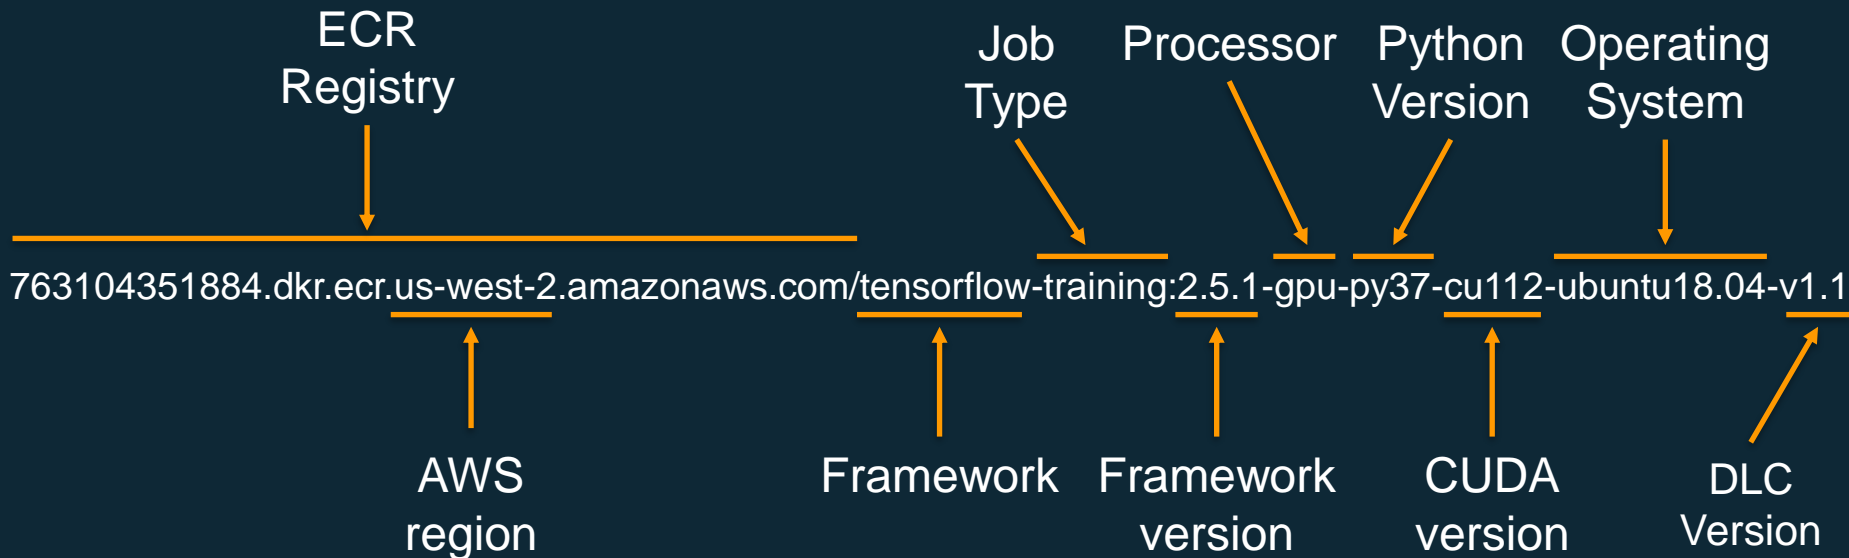 ECR
Registry
Job
Type
Processor
Python
Version
Operating
System
763104351884.dkr.ecr.us-west-2.amazonaws.com/tensorflow-training:2.5.1-gpu-py37-cu112-ubuntu18.04-v1.1
AWS
region
Framework
Framework
version
CUDA
version
DLC
Version